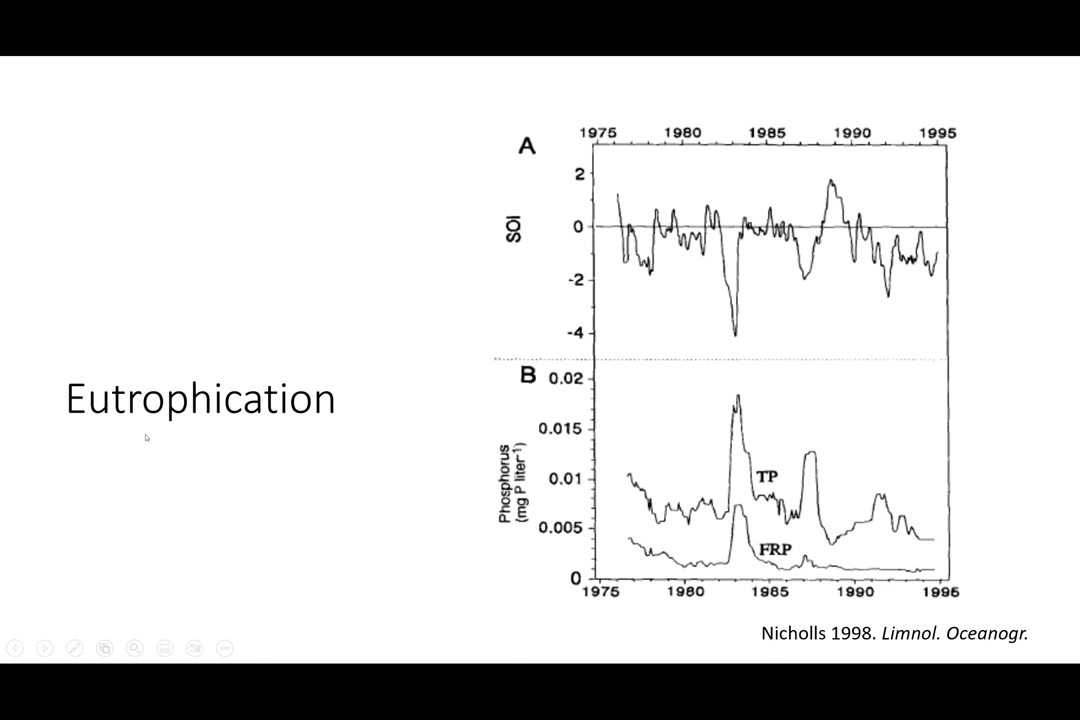 Eutrophication
A
1975 1980 1985 1990 1995
2
0
-2
-4
SOI
B
0.02
0.015
0.01
0.005
0
Phosphorus
(mg P liter⁻¹)
TP
FRP
1975 1980 1985 1990 1995
Nicholls 1998. Limnol. Oceanogr.